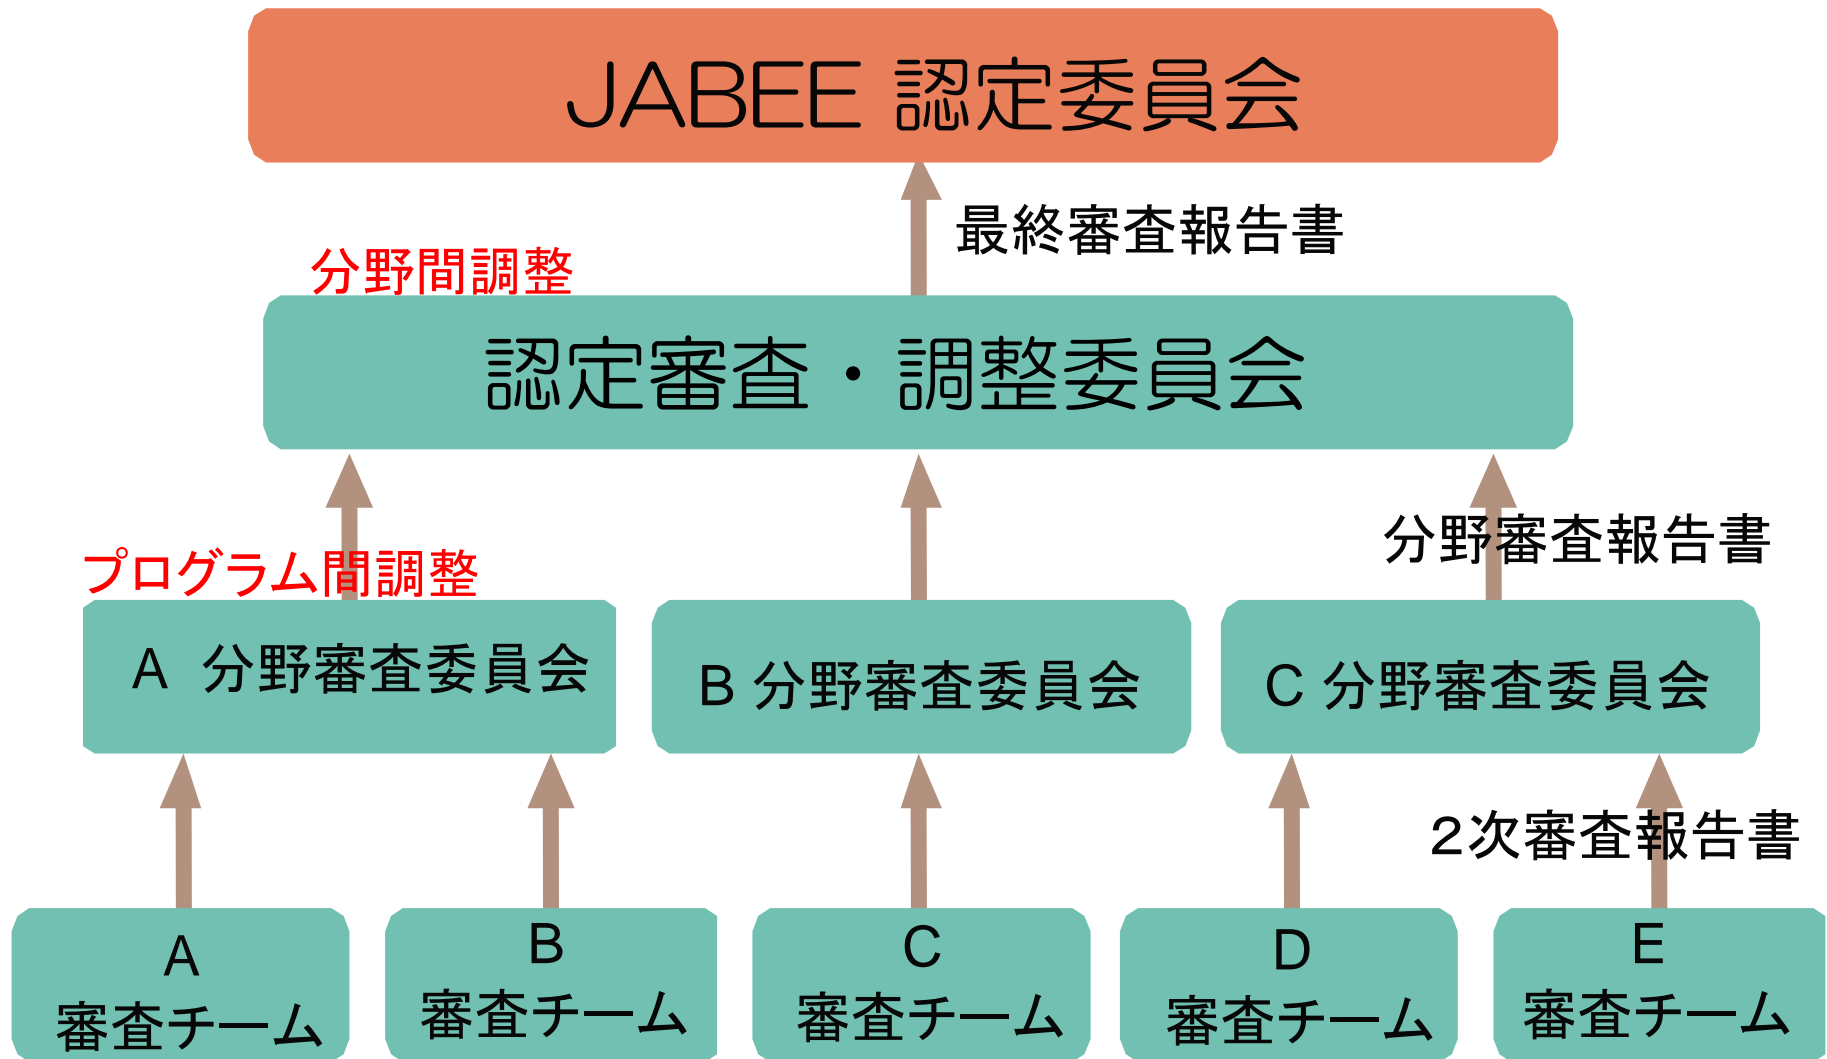 JABEE 認定委員会
最終審査報告書
分野間調整
認定審査・調整委員会
分野審査報告書
プログラム間調整
A 分野審査委員会
B 分野審査委員会
C 分野審査委員会
２次審査報告書
A
審査チーム
B
審査チーム
C
審査チーム
D
審査チーム
E
審査チーム